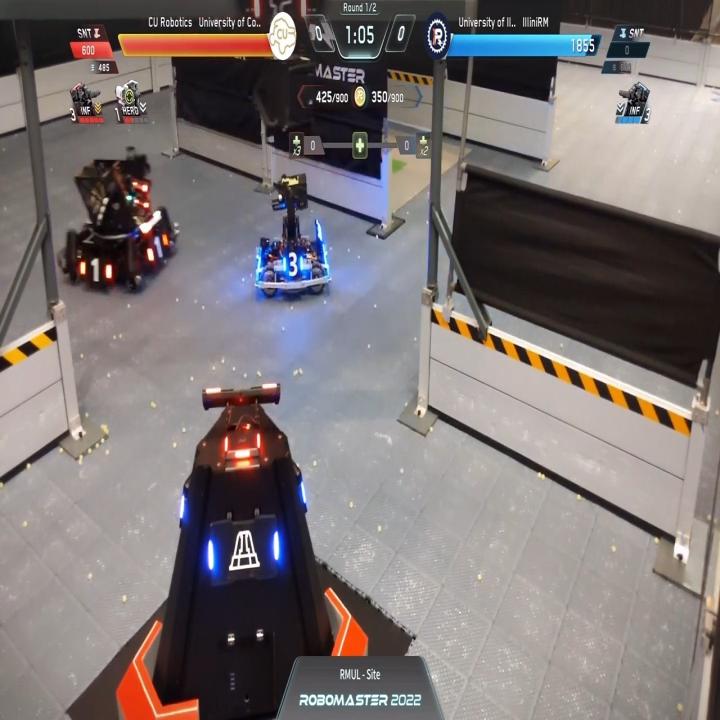 Round 1/2
CU Robotics University of Co..
0
1:05
0
University of Il.. IlliniRM
SNT
600
485
CU
R
1855
SNT
0
MASTER
425/900
350/900
3 INF
1 HERO
INF 3
x3 0
0 x2
1
1
3
RMUL - Site
ROBOMASTER 2022